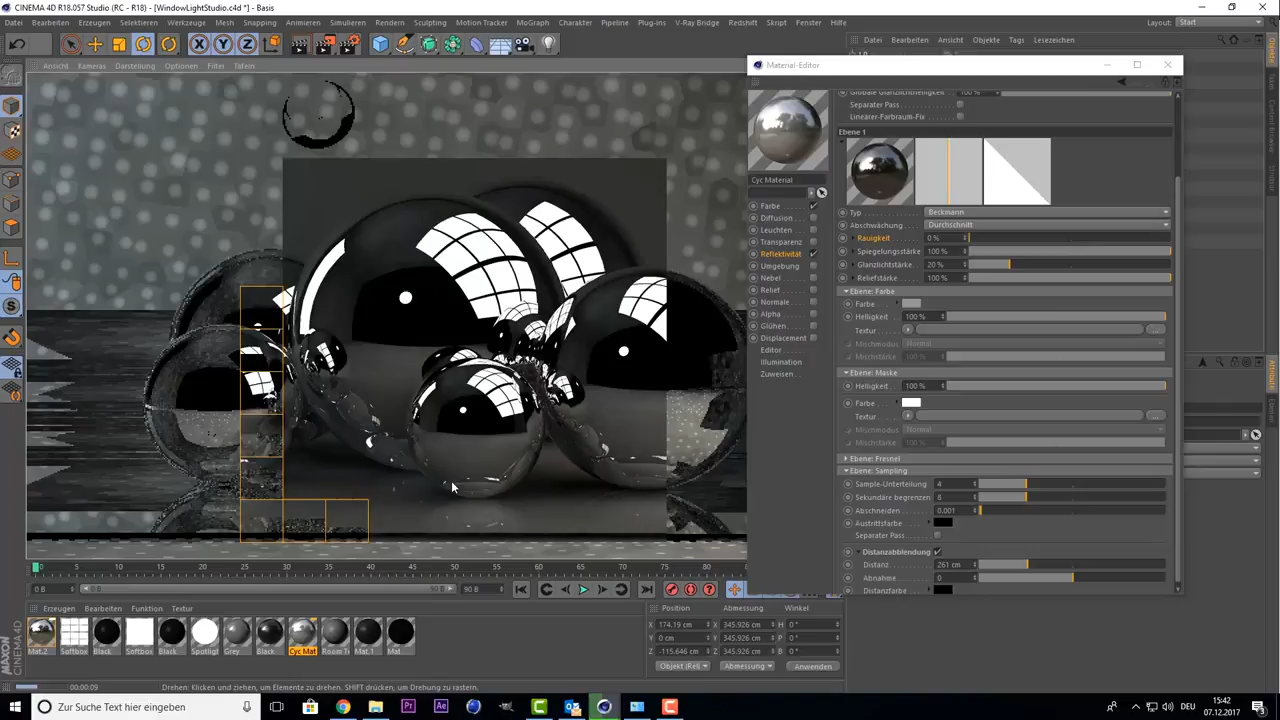 CINEMA 4D R18.057 Studio (RC - R18) - [WindowLightStudio.c4d *] - Basis
Datei Bearbeiten Erzeugen Selektieren Werkzeuge Mesh Snapping Animieren Simulieren Rendern Sculpting Motion Tracker MoGraph Charakter Pipeline Plug-ins V-Ray Bridge Redshift Skript Fenster Hilfe Layout: Start
Datei Bearbeiten Ansicht Objekte Tags Lesezeichen
Ansicht Kameras Darstellung Optionen Filter Tafeln
Material-Editor
Globale Glanzlichthelligkeit 100 %
Separater Pass
Linearer-Farbraum-Fix
Ebene 1
Cyc Material
Farbe
Diffusion
Leuchten
Transparenz
Reflektivität
Umgebung
Nebel
Relief
Normale
Alpha
Glühen
Displacement
Editor
Illumination
Zuweisen
Typ Beckmann
Abschwächung Durchschnitt
Rauigkeit 0 %
Spiegelungsstärke 100 %
Glanzlichtstärke 20 %
Reliefstärke 100 %
Ebene: Farbe
Farbe
Helligkeit 100 %
Textur ...
Mischmodus Normal
Mischstärke 100 %
Ebene: Maske
Helligkeit 100 %
Farbe
Textur ...
Mischmodus Normal
Mischstärke 100 %
Ebene: Fresnel
Ebene: Sampling
Sample-Unterteilung 4
Sekundäre begrenzen 8
Abschneiden 0.001
Austrittsfarbe
Separater Pass
Distanzabblendung
Distanz 261 cm
Abnahme 0
Distanzfarbe
0 5 10 15 20 25 30 35 40 45 50 55 60 65 70
0 B 0 B 90 B 90 B
Erzeugen Bearbeiten Funktion Textur
Mat.2 Softbox Black Softbox Black Spotligl Grey Black Cyc Mat Room T Mat.1 Mat
Position Abmessung Winkel
X 174.19 cm X 345.926 cm H 0 °
Y 0 cm Y 345.926 cm P 0 °
Z -115.646 cm Z 345.926 cm B 0 °
Objekt (Rel) Abmessung Anwenden
MAXON CINEMA 4D
00:00:09 Drehen: Klicken und ziehen, um Elemente zu drehen. SHIFT drücken, um Drehung zu rastern.
Zur Suche Text hier eingeben
DEU
15:42
07.12.2017